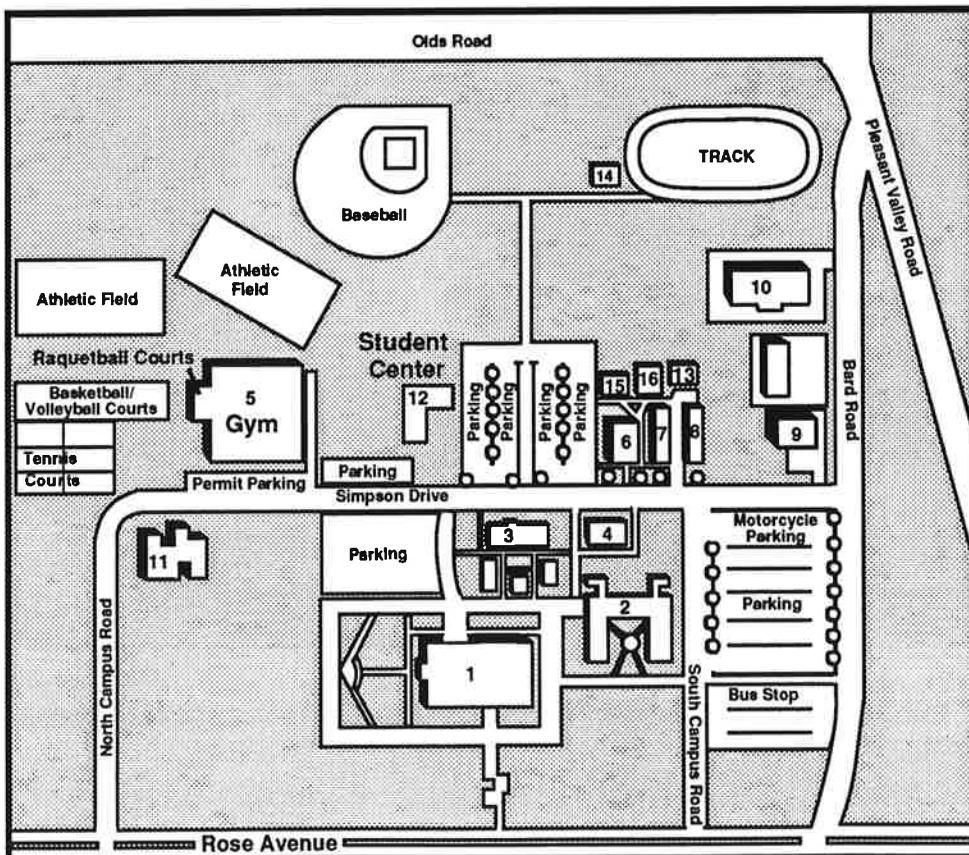 Olds Road
Pleasant Valley Road
TRACK
14
Baseball
Athletic
Field
Athletic Field
10
Student
Center
Raquetball Courts
Basketball/
Volleyball Courts
5
Gym
12
Parking
Parking
Parking
Parking
15
16
13
6
7
8
9
Bard Road
Tennis
Courts
Permit Parking
Parking
Simpson Drive
11
Parking
3
4
Motorcycle
Parking
Parking
2
1
North Campus Road
South Campus Road
Bus Stop
Rose Avenue